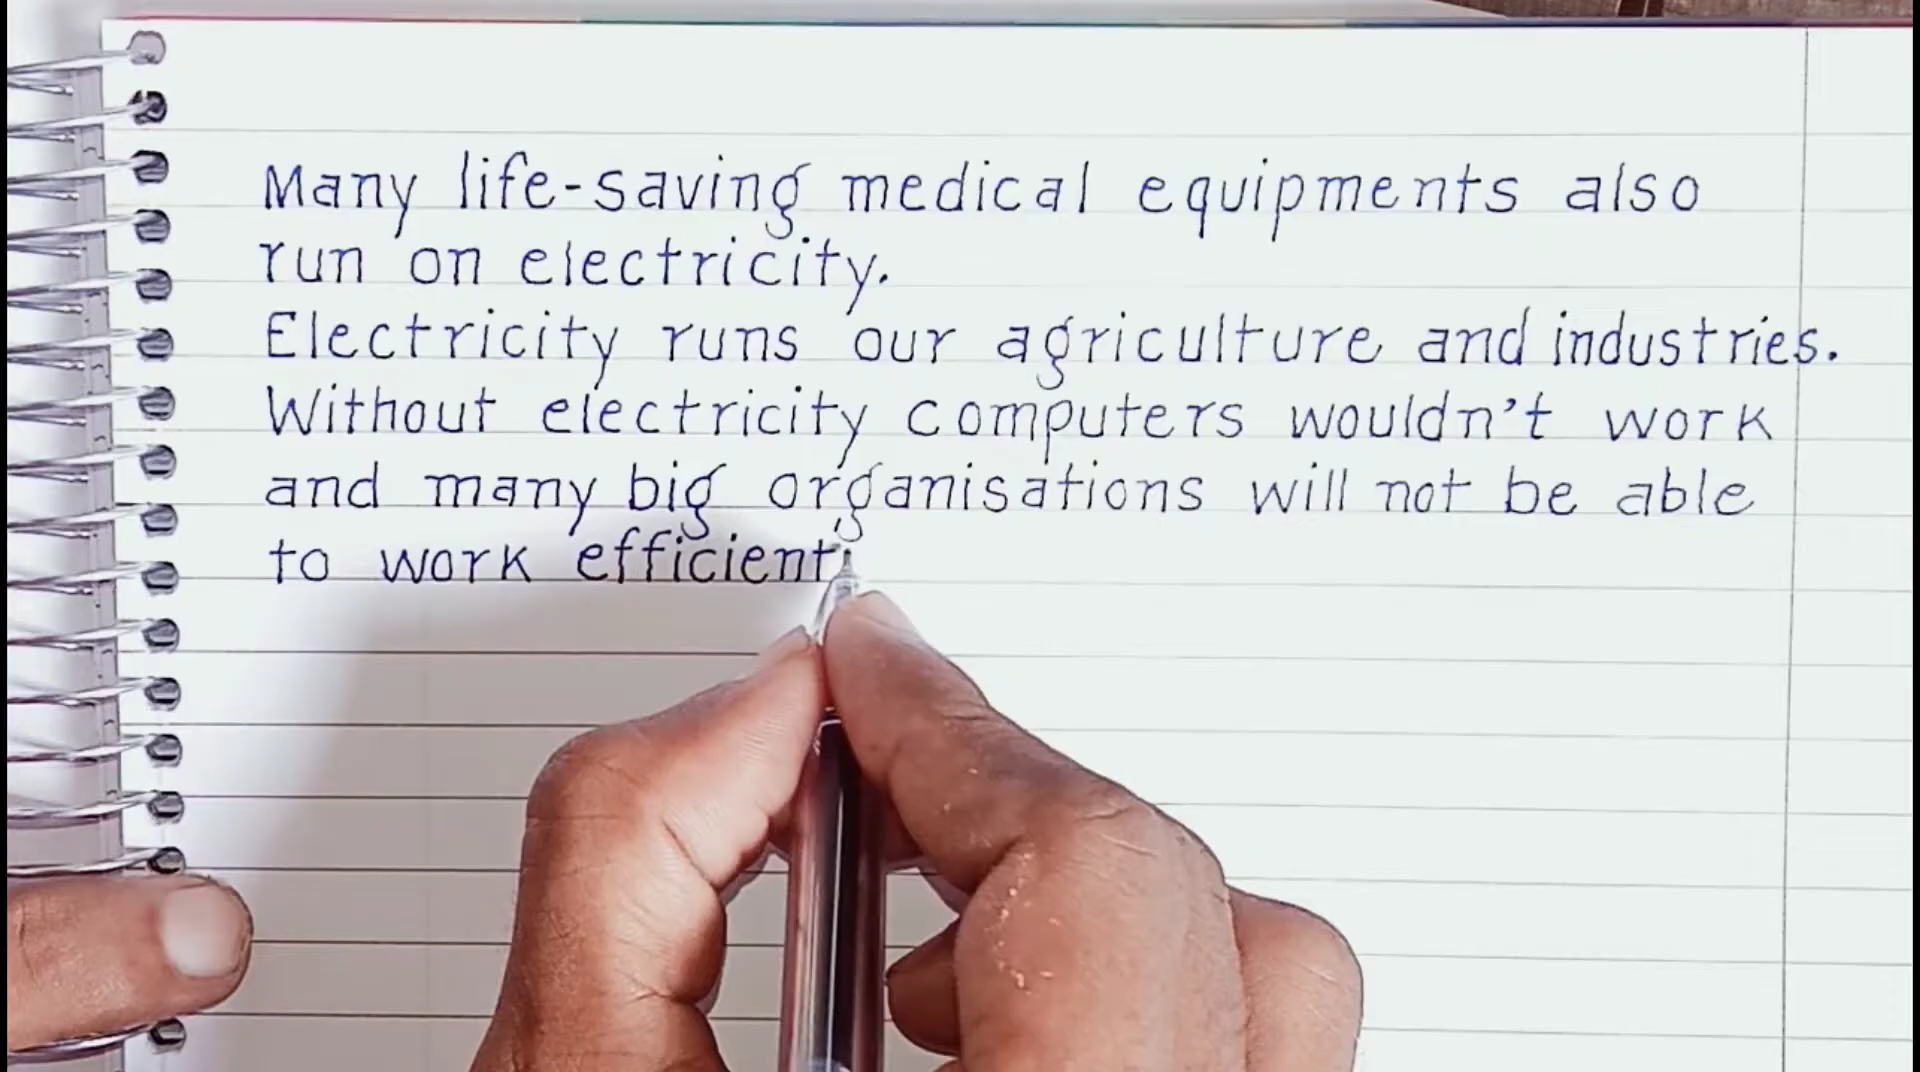 Many life-saving medical equipments also
run on electricity.
Electricity runs our agriculture and industries.
Without electricity computers wouldn't work
and many big organisations will not be able
to work efficient